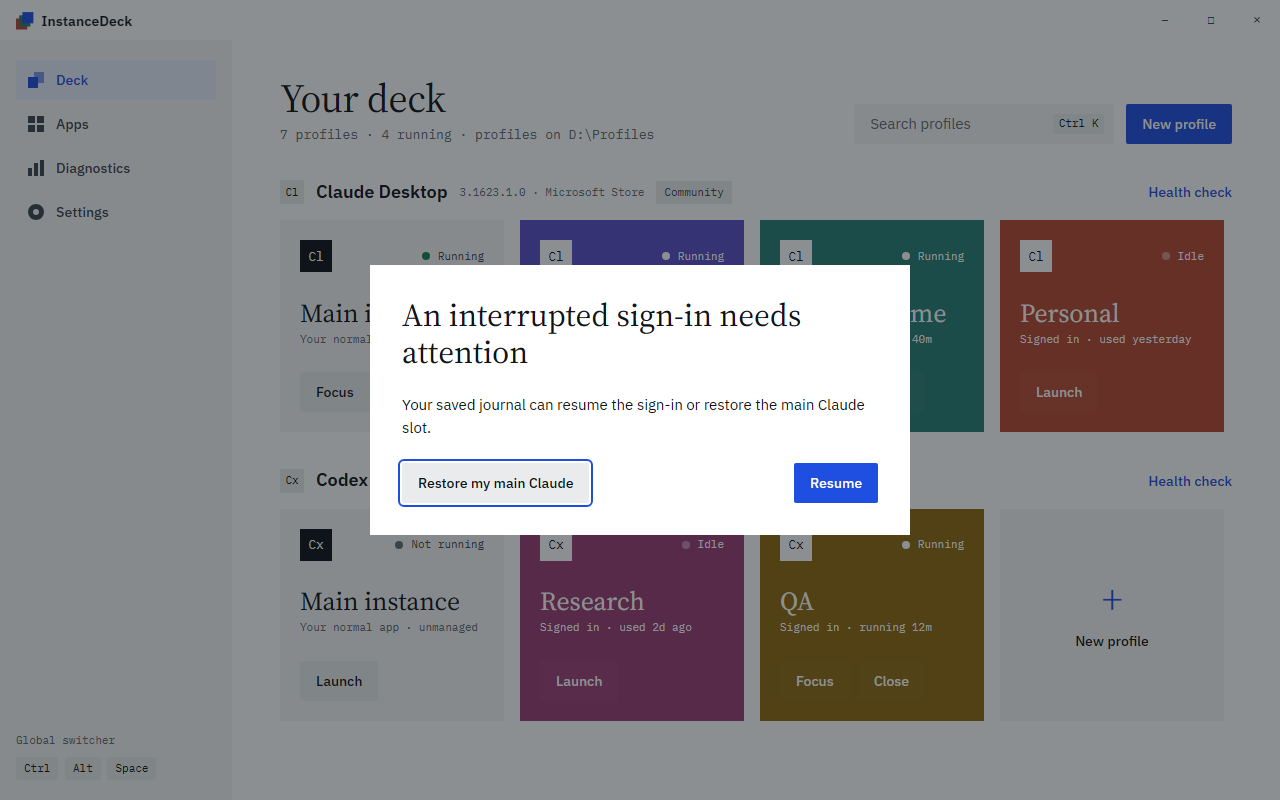 InstanceDeck
Deck
Apps
Diagnostics
Settings
Global switcher
Ctrl Alt Space
Your deck
7 profiles · 4 running · profiles on D:\Profiles
Search profiles Ctrl K
New profile
Cl Claude Desktop 3.1623.1.0 · Microsoft Store Community Health check
Cl Running
Cl Running
Cl Running
Cl Idle
Main
Your normal
Focus
40m
Personal
Signed in · used yesterday
Launch
An interrupted sign-in needs
attention
Your saved journal can resume the sign-in or restore the main Claude
slot.
Restore my main Claude
Resume
Cx Codex
Health check
Cx Not running
Main instance
Your normal app · unmanaged
Launch
Cx Idle
Research
Signed in · used 2d ago
Launch
Cx Running
QA
Signed in · running 12m
Focus Close
New profile